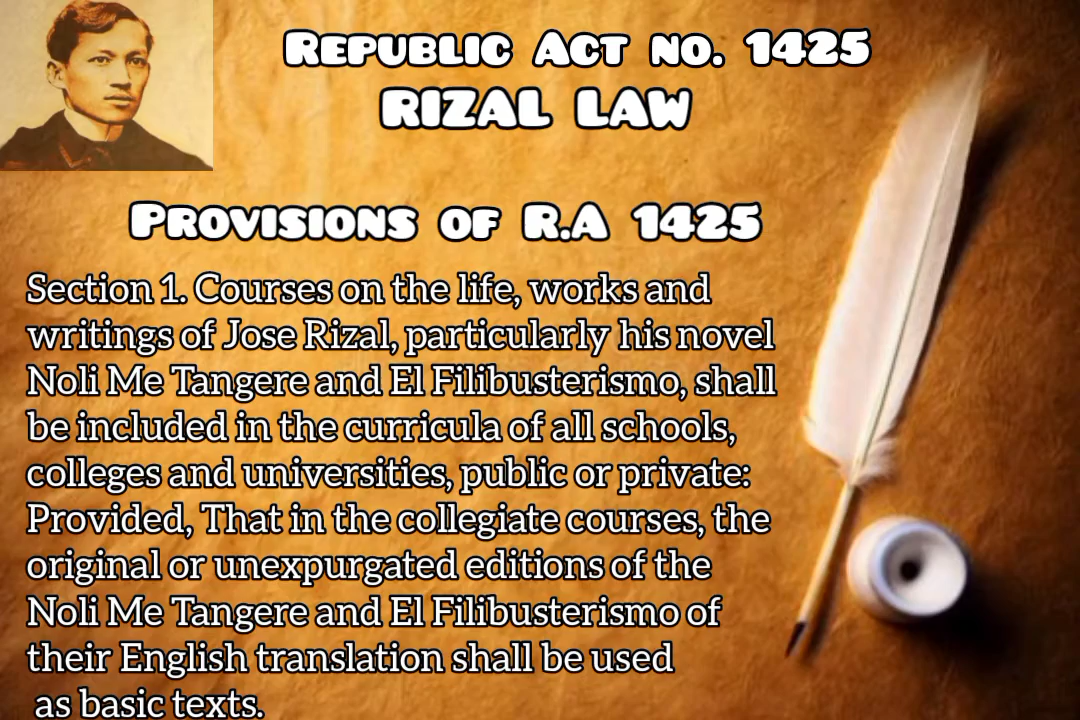 Republic Act no. 1425
RIZAL LAW
Provisions of R.A 1425
Section 1. Courses on the life, works and
writings of Jose Rizal, particularly his novel
Noli Me Tangere and El Filibusterismo, shall
be included in the curricula of all schools,
colleges and universities, public or private:
Provided, That in the collegiate courses, the
original or unexpurgated editions of the
Noli Me Tangere and El Filibusterismo of
their English translation shall be used
as basic texts.